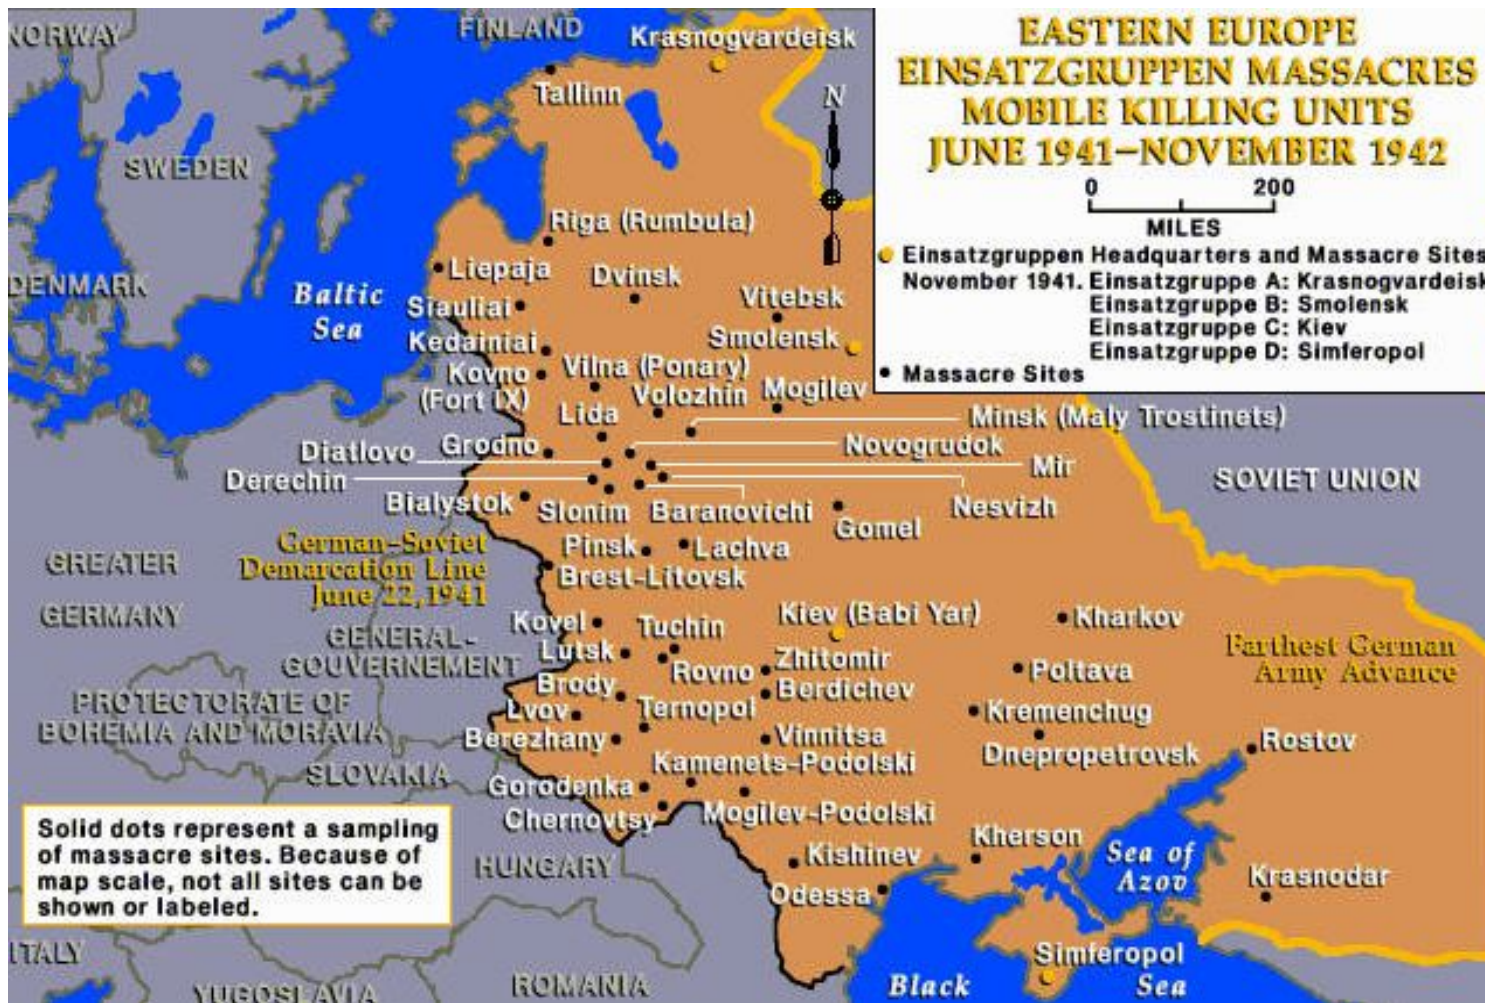 EASTERN EUROPE
EINSATZGRUPPEN MASSACRES
MOBILE KILLING UNITS
JUNE 1941–NOVEMBER 1942
0 200
MILES
Einsatzgruppen Headquarters and Massacre Sites
November 1941. Einsatzgruppe A: Krasnogvardeisk
Einsatzgruppe B: Smolensk
Einsatzgruppe C: Kiev
Einsatzgruppe D: Simferopol
Massacre Sites
N
NORWAY
FINLAND
Krasnogvardeisk
Tallinn
SWEDEN
Riga (Rumbula)
Liepaja
Dvinsk
DENMARK
Baltic
Sea
Siauliai
Vitebsk
Kedainiai
Smolensk
Kovno
(Fort IX)
Vilna (Ponary)
Volozhin
Mogilev
Lida
Minsk (Maly Trostinets)
Diatlovo
Grodno
Novogrudok
Mir
Derechin
Bialystok
Slonim
Baranovichi
Nesvizh
Gomel
SOVIET UNION
German-Soviet
Demarcation Line
June 22, 1941
Pinsk
Lachva
Brest-Litovsk
GREATER
GERMANY
Kovel
Tuchin
Kiev (Babi Yar)
Kharkov
GENERAL-
GOUVERNEMENT
Lutsk
Rovno
Zhitomir
Poltava
Farthest German
Army Advance
Brody
Berdichev
PROTECTORATE OF
BOHEMIA AND MORAVIA
Lvov
Ternopol
Kremenchug
Berezhany
Vinnitsa
Dnepropetrovsk
Rostov
SLOVAKIA
Kamenets-Podolski
Gorodenka
Chernovtsy
Mogilev-Podolski
Solid dots represent a sampling
of massacre sites. Because of
map scale, not all sites can be
shown or labeled.
HUNGARY
Kishinev
Kherson
Sea of
Azov
Odessa
Krasnodar
ITALY
Simferopol
YUGOSLAVIA
ROMANIA
Black
Sea